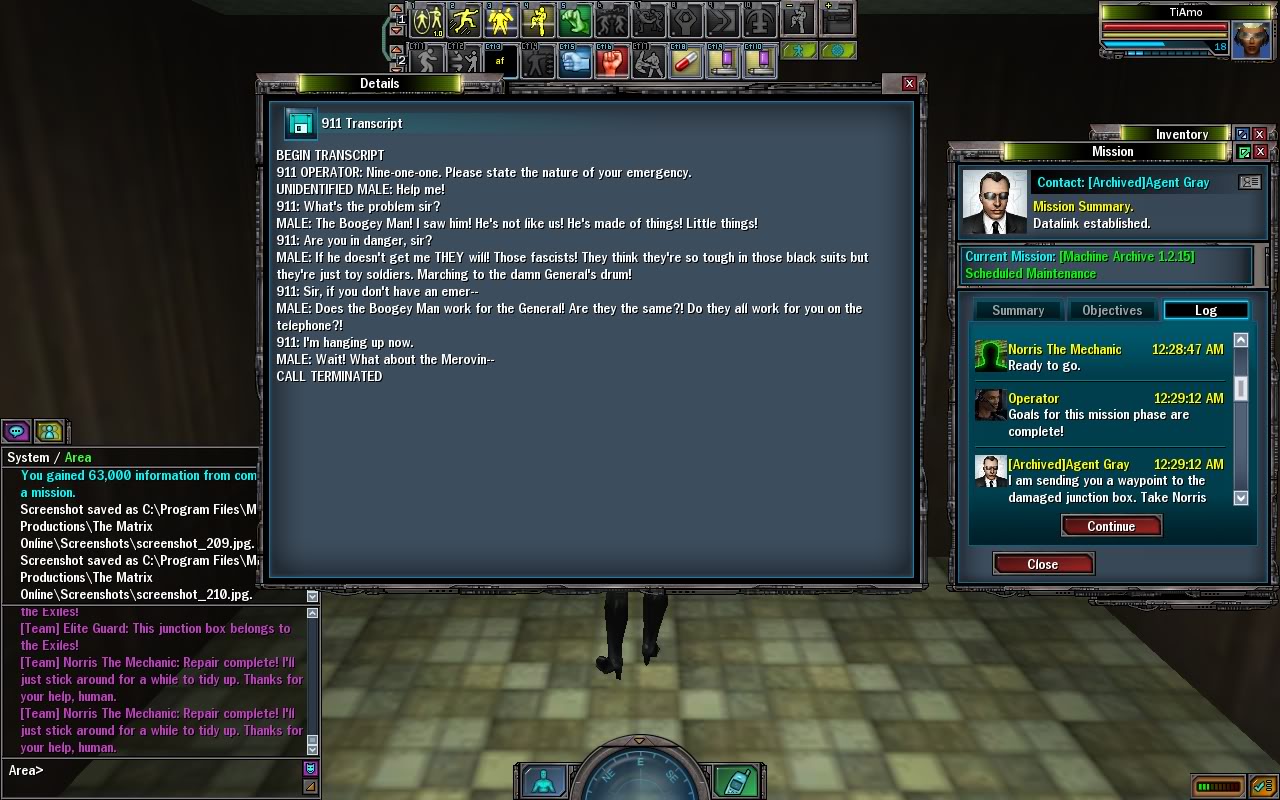 TiAmo
18
1
1.0
2
af
Details
911 Transcript
BEGIN TRANSCRIPT
911 OPERATOR: Nine-one-one. Please state the nature of your emergency.
UNIDENTIFIED MALE: Help me!
911: What's the problem sir?
MALE: The Boogey Man! I saw him! He's not like us! He's made of things! Little things!
911: Are you in danger, sir?
MALE: If he doesn't get me THEY will! Those fascists! They think they're so tough in those black suits but
they're just toy soldiers. Marching to the damn General's drum!
911: Sir, if you don't have an emer--
MALE: Does the Boogey Man work for the General! Are they the same?! Do they all work for you on the
telephone?!
911: I'm hanging up now.
MALE: Wait! What about the Merovin--
CALL TERMINATED
Inventory
Mission
Contact: [Archived]Agent Gray
Mission Summary.
Datalink established.
Current Mission: [Machine Archive 1.2.15]
Scheduled Maintenance
Summary Objectives Log
Norris The Mechanic 12:28:47 AM
Ready to go.
Operator 12:29:12 AM
Goals for this mission phase are
complete!
[Archived]Agent Gray 12:29:12 AM
I am sending you a waypoint to the
damaged junction box. Take Norris
Continue
Close
System / Area
You gained 63,000 information from com
a mission.
Screenshot saved as C:\Program Files\M
Productions\The Matrix
Online\Screenshots\screenshot_209.jpg.
Screenshot saved as C:\Program Files\M
Productions\The Matrix
Online\Screenshots\screenshot_210.jpg.
the Exiles!
[Team] Elite Guard: This junction box belongs to
the Exiles!
[Team] Norris The Mechanic: Repair complete! I'll
just stick around for a while to tidy up. Thanks for
your help, human.
[Team] Norris The Mechanic: Repair complete! I'll
just stick around for a while to tidy up. Thanks for
your help, human.
Area>
NE E SE